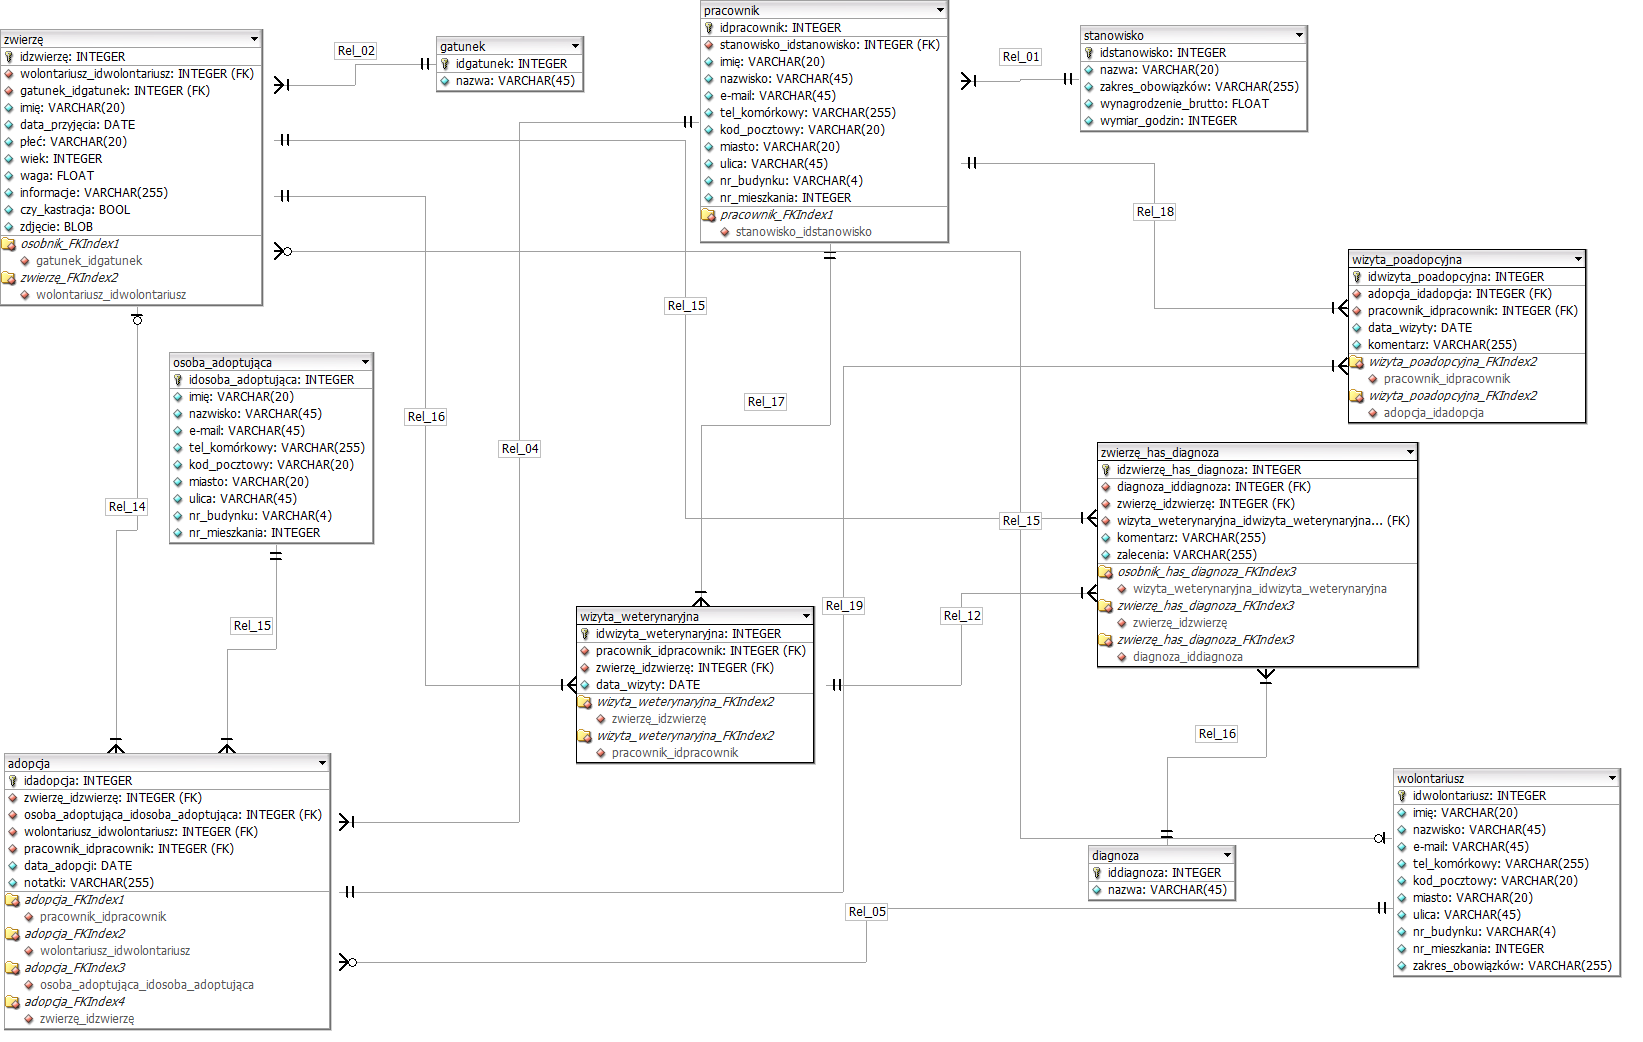 zwierzę
idzwierzę: INTEGER
wolontariusz_idwolontariusz: INTEGER (FK)
gatunek_idgatunek: INTEGER (FK)
imię: VARCHAR(20)
data_przyjęcia: DATE
płeć: VARCHAR(20)
wiek: INTEGER
waga: FLOAT
informacje: VARCHAR(255)
czy_kastracja: BOOL
zdjęcie: BLOB
osobnik_FKIndex1
gatunek_idgatunek
zwierzę_FKIndex2
wolontariusz_idwolontariusz
Rel_02
gatunek
idgatunek: INTEGER
nazwa: VARCHAR(45)
pracownik
idpracownik: INTEGER
stanowisko_idstanowisko: INTEGER (FK)
imię: VARCHAR(20)
nazwisko: VARCHAR(45)
e-mail: VARCHAR(45)
tel_komórkowy: VARCHAR(255)
kod_pocztowy: VARCHAR(20)
miasto: VARCHAR(20)
ulica: VARCHAR(45)
nr_budynku: VARCHAR(4)
nr_mieszkania: INTEGER
pracownik_FKIndex1
stanowisko_idstanowisko
Rel_01
stanowisko
idstanowisko: INTEGER
nazwa: VARCHAR(20)
zakres_obowiązków: VARCHAR(255)
wynagrodzenie_brutto: FLOAT
wymiar_godzin: INTEGER
Rel_18
wizyta_poadopcyjna
idwizyta_poadopcyjna: INTEGER
adopcja_idadopcja: INTEGER (FK)
pracownik_idpracownik: INTEGER (FK)
data_wizyty: DATE
komentarz: VARCHAR(255)
wizyta_poadopcyjna_FKIndex2
pracownik_idpracownik
wizyta_poadopcyjna_FKIndex2
adopcja_idadopcja
Rel_15
osoba_adoptująca
idosoba_adoptująca: INTEGER
imię: VARCHAR(20)
nazwisko: VARCHAR(45)
e-mail: VARCHAR(45)
tel_komórkowy: VARCHAR(255)
kod_pocztowy: VARCHAR(20)
miasto: VARCHAR(20)
ulica: VARCHAR(45)
nr_budynku: VARCHAR(4)
nr_mieszkania: INTEGER
Rel_17
Rel_16
Rel_04
Rel_14
Rel_15
zwierzę_has_diagnoza
idzwierzę_has_diagnoza: INTEGER
diagnoza_iddiagnoza: INTEGER (FK)
zwierzę_idzwierzę: INTEGER (FK)
wizyta_weterynaryjna_idwizyta_weterynaryjna... (FK)
komentarz: VARCHAR(255)
zalecenia: VARCHAR(255)
osobnik_has_diagnoza_FKIndex3
wizyta_weterynaryjna_idwizyta_weterynaryjna
zwierzę_has_diagnoza_FKIndex3
zwierzę_idzwierzę
zwierzę_has_diagnoza_FKIndex3
diagnoza_iddiagnoza
Rel_15
Rel_19
Rel_12
wizyta_weterynaryjna
idwizyta_weterynaryjna: INTEGER
pracownik_idpracownik: INTEGER (FK)
zwierzę_idzwierzę: INTEGER (FK)
data_wizyty: DATE
wizyta_weterynaryjna_FKIndex2
zwierzę_idzwierzę
wizyta_weterynaryjna_FKIndex2
pracownik_idpracownik
Rel_16
adopcja
idadopcja: INTEGER
zwierzę_idzwierzę: INTEGER (FK)
osoba_adoptująca_idosoba_adoptująca: INTEGER (FK)
wolontariusz_idwolontariusz: INTEGER (FK)
pracownik_idpracownik: INTEGER (FK)
data_adopcji: DATE
notatki: VARCHAR(255)
adopcja_FKIndex1
pracownik_idpracownik
adopcja_FKIndex2
wolontariusz_idwolontariusz
adopcja_FKIndex3
osoba_adoptująca_idosoba_adoptująca
adopcja_FKIndex4
zwierzę_idzwierzę
Rel_05
diagnoza
iddiagnoza: INTEGER
nazwa: VARCHAR(45)
wolontariusz
idwolontariusz: INTEGER
imię: VARCHAR(20)
nazwisko: VARCHAR(45)
e-mail: VARCHAR(45)
tel_komórkowy: VARCHAR(255)
kod_pocztowy: VARCHAR(20)
miasto: VARCHAR(20)
ulica: VARCHAR(45)
nr_budynku: VARCHAR(4)
nr_mieszkania: INTEGER
zakres_obowiązków: VARCHAR(255)